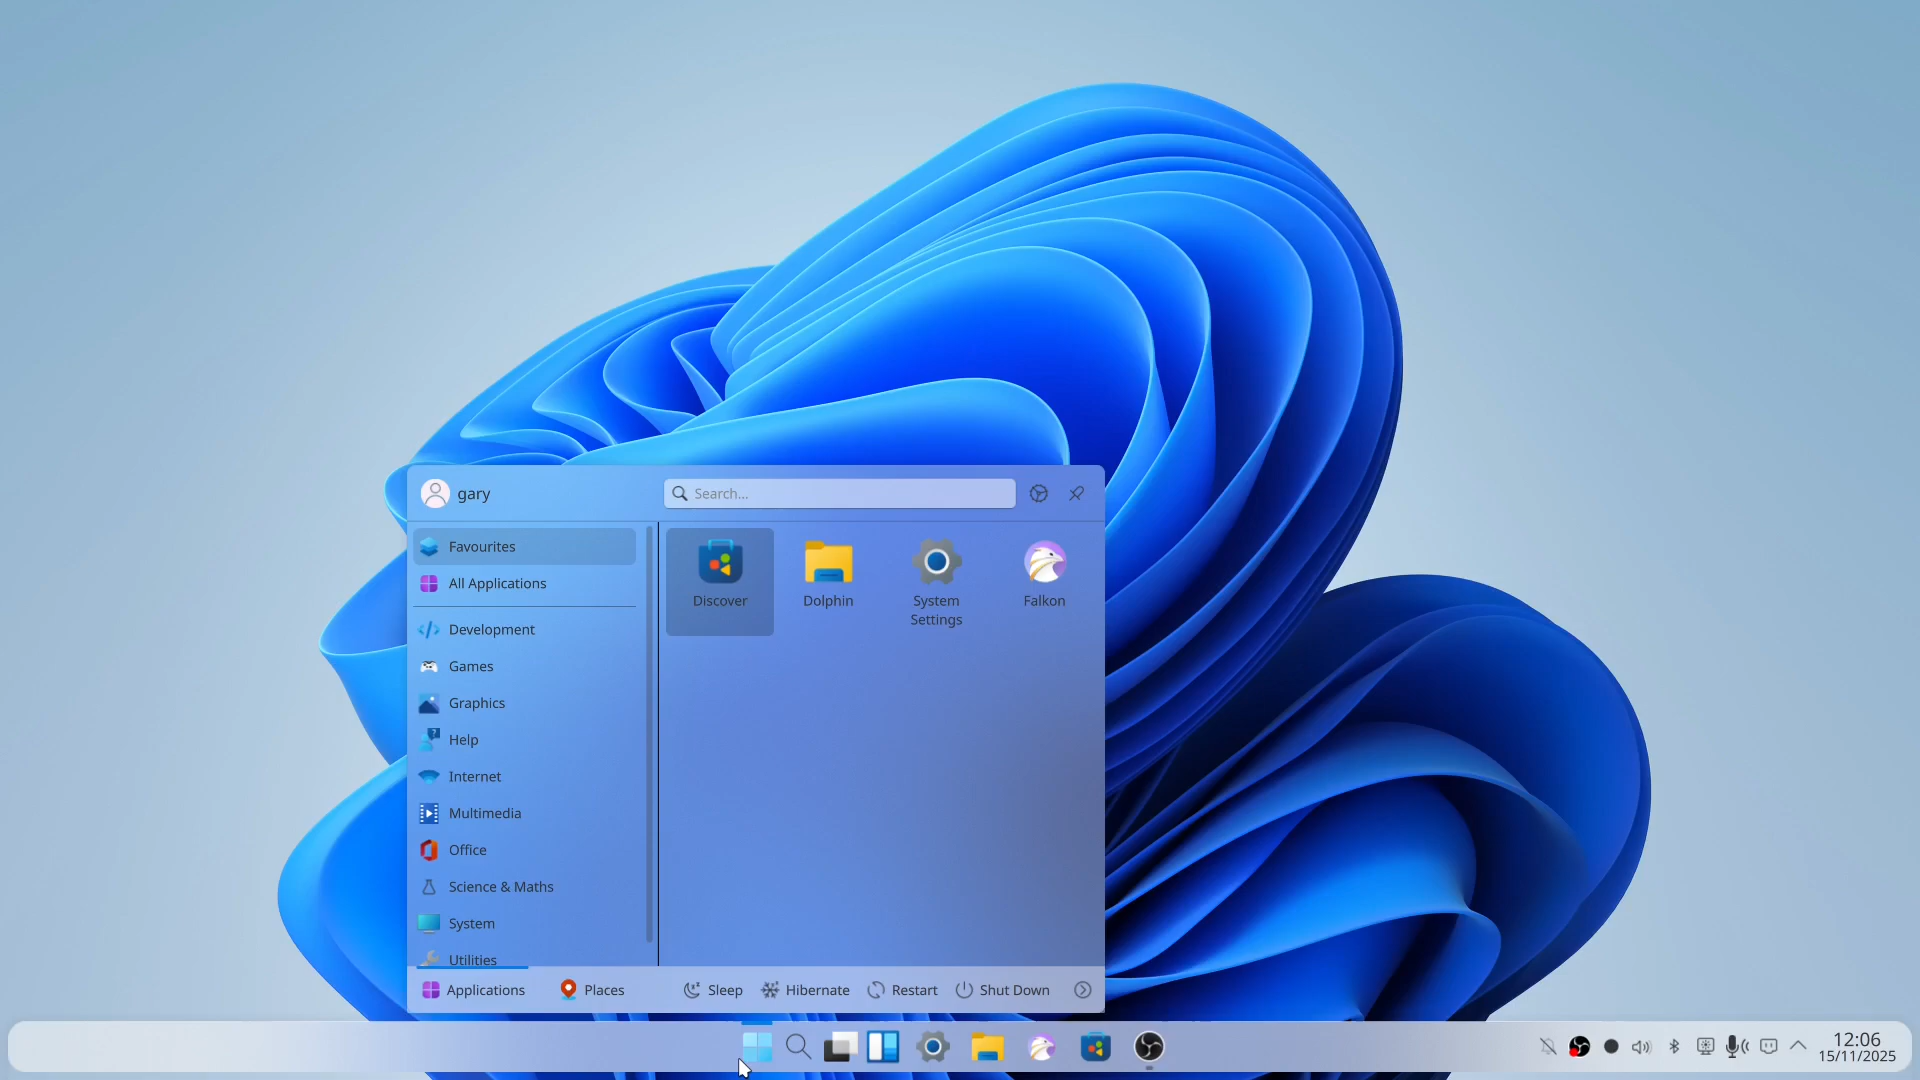 gary
Search...
Favourites
All Applications
Development
Games
Graphics
Help
Internet
Multimedia
Office
Science & Maths
System
Utilities
Discover
Dolphin
System
Settings
Falkon
Applications
Places
Sleep
Hibernate
Restart
Shut Down
12:06
15/11/2025